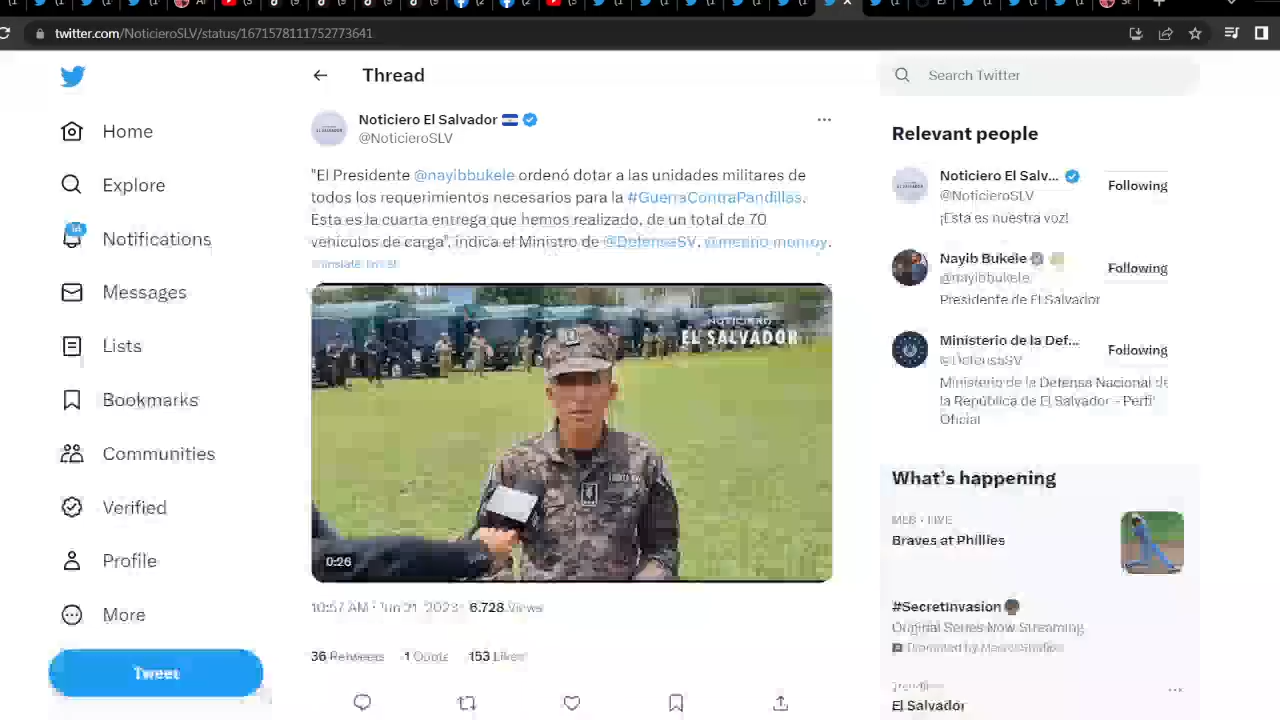 twitter.com/NoticieroSLV/status/1671578111752773641
Thread
Search Twitter
Home
Explore
Notifications
Messages
Lists
Bookmarks
Communities
Verified
Profile
More
Tweet
Noticiero El Salvador
@NoticieroSLV
"El Presidente @nayibbukele ordenó dotar a las unidades militares de
todos los requerimientos necesarios para la #GuerraContraPandillas.
Esta es la cuarta entrega que hemos realizado, de un total de 70
vehículos de carga", indica el Ministro de @DefensaSV, @merino_monroy.
NOTICIERO
EL SALVADOR
0:26
10:57 AM · Jun 21, 2023 · 6.728 Views
36 Retweets 1 Quote 153 Likes
Relevant people
Noticiero El Salv...
@NoticieroSLV
Following
¡Esta es nuestra voz!
Nayib Bukele
@nayibbukele
Following
Presidente de El Salvador
Ministerio de la Def...
@DefensaSV
Following
Ministerio de la Defensa Nacional de
la República de El Salvador - Perfil
Oficial
What's happening
MLB · LIVE
Braves at Phillies
#SecretInvasion
Original Series Now Streaming
Promoted by Marvel Studios
Trending
El Salvador